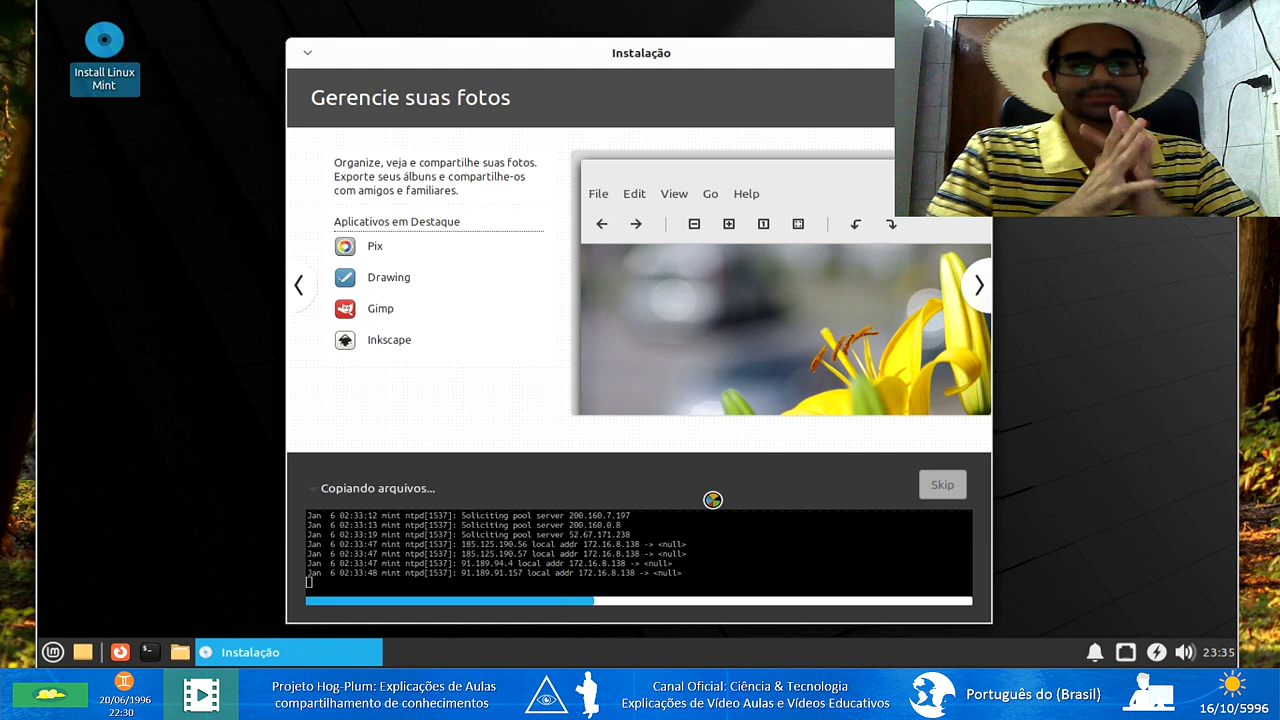 Install Linux
Mint
Instalação
Gerencie suas fotos
Organize, veja e compartilhe suas fotos.
Exporte seus álbuns e compartilhe-os
com amigos e familiares.
Aplicativos em Destaque
Pix
Drawing
Gimp
Inkscape
File Edit View Go Help
Copiando arquivos...
Skip
Jan 6 02:33:12 mint ntpd[1537]: Soliciting pool server 200.160.7.197
Jan 6 02:33:13 mint ntpd[1537]: Soliciting pool server 200.160.0.8
Jan 6 02:33:19 mint ntpd[1537]: Soliciting pool server 52.67.171.238
Jan 6 02:33:47 mint ntpd[1537]: 185.125.190.56 local addr 172.16.8.138 -> <null>
Jan 6 02:33:47 mint ntpd[1537]: 185.125.190.57 local addr 172.16.8.138 -> <null>
Jan 6 02:33:47 mint ntpd[1537]: 91.189.94.4 local addr 172.16.8.138 -> <null>
Jan 6 02:33:48 mint ntpd[1537]: 91.189.91.157 local addr 172.16.8.138 -> <null>
Instalação
23:35
20/06/1996
22:30
Projeto Hog-Plum: Explicações de Aulas
compartilhamento de conhecimentos
Canal Oficial: Ciência & Tecnologia
Explicações de Vídeo Aulas e Vídeos Educativos
Português do (Brasil)
16/10/5996